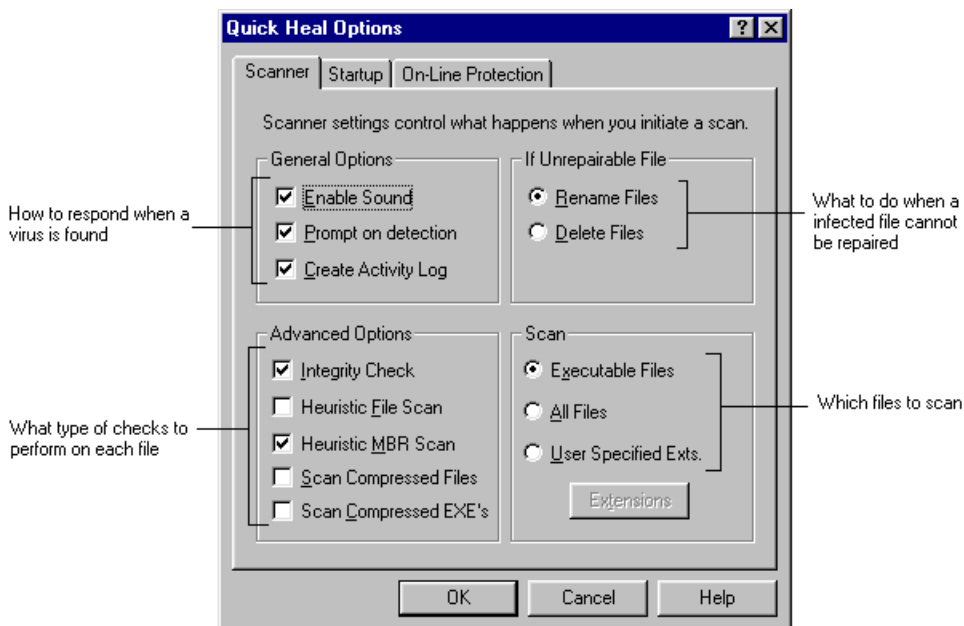 Quick Heal Options
Scanner Startup On-Line Protection
Scanner settings control what happens when you initiate a scan.
General Options
Enable Sound
Prompt on detection
Create Activity Log
If Unrepairable File
Rename Files
Delete Files
How to respond when a
virus is found
What to do when a
infected file cannot
be repaired
Advanced Options
Integrity Check
Heuristic File Scan
Heuristic MBR Scan
Scan Compressed Files
Scan Compressed EXE's
Scan
Executable Files
All Files
User Specified Exts.
Extensions
What type of checks to
perform on each file
Which files to scan
OK Cancel Help